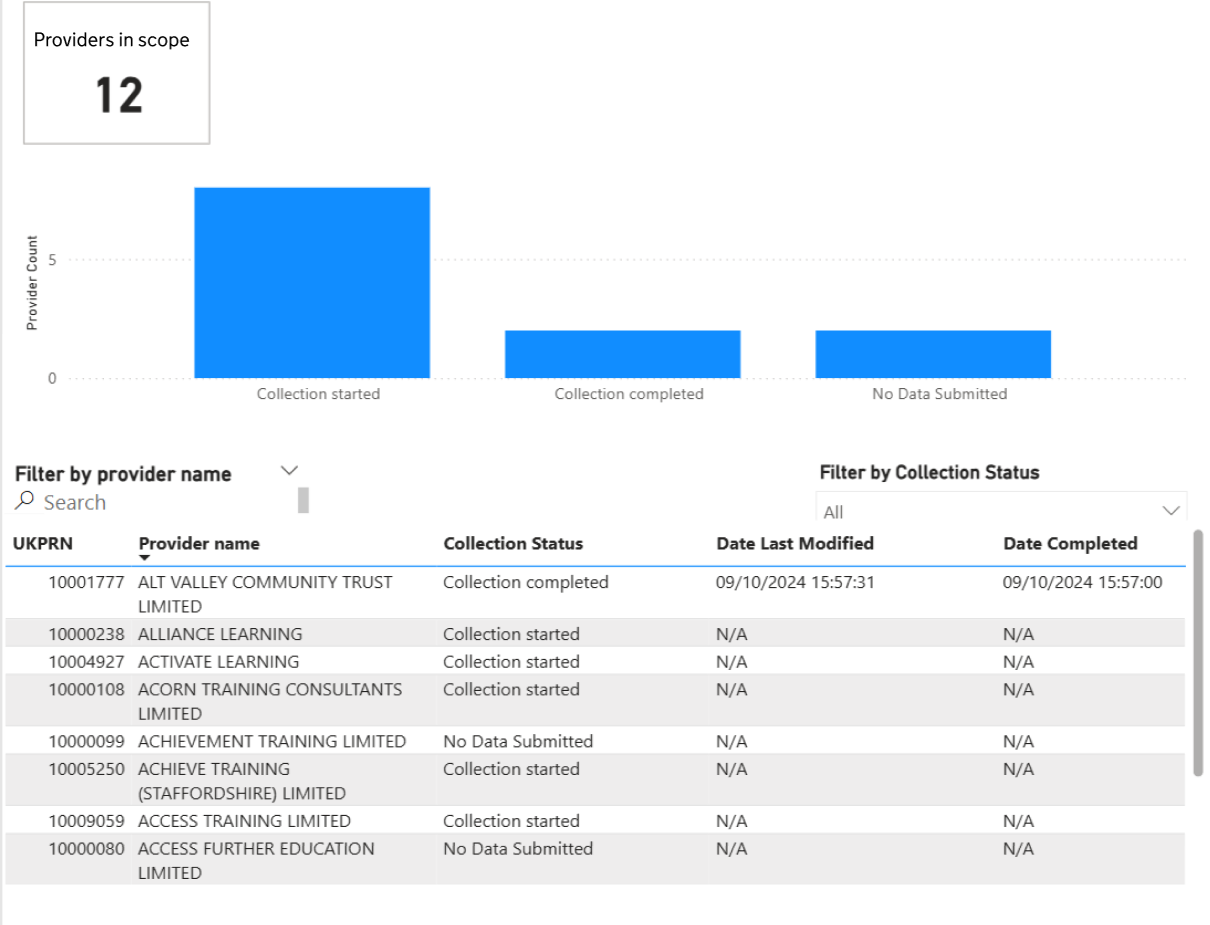 Providers in scope
12
Provider Count
5
0
Collection started Collection completed No Data Submitted
Filter by provider name
Search
Filter by Collection Status
All
UKPRN Provider name Collection Status Date Last Modified Date Completed
10001777 ALT VALLEY COMMUNITY TRUST Collection completed 09/10/2024 15:57:31 09/10/2024 15:57:00
LIMITED
10000238 ALLIANCE LEARNING Collection started N/A N/A
10004927 ACTIVATE LEARNING Collection started N/A N/A
10000108 ACORN TRAINING CONSULTANTS Collection started N/A N/A
LIMITED
10000099 ACHIEVEMENT TRAINING LIMITED No Data Submitted N/A N/A
10005250 ACHIEVE TRAINING Collection started N/A N/A
(STAFFORDSHIRE) LIMITED
10009059 ACCESS TRAINING LIMITED Collection started N/A N/A
10000080 ACCESS FURTHER EDUCATION No Data Submitted N/A N/A
LIMITED